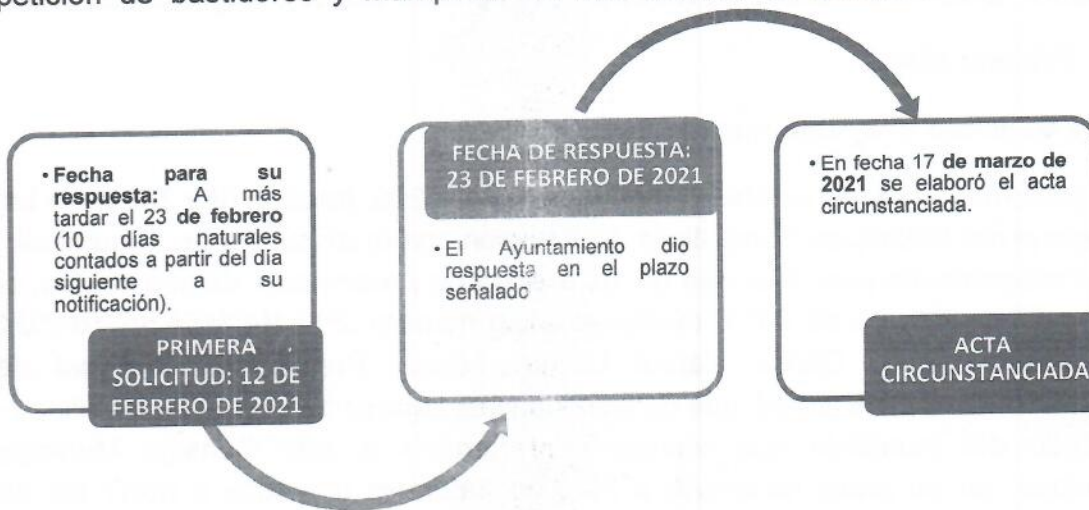 petición de bastidores y
• Fecha para su
respuesta: A más
tardar el 23 de febrero
(10 días naturales
contados a partir del día
siguiente a su
notificación).
PRIMERA
SOLICITUD: 12 DE
FEBRERO DE 2021
FECHA DE RESPUESTA:
23 DE FEBRERO DE 2021
• El Ayuntamiento dio
respuesta en el plazo
señalado
• En fecha 17 de marzo de
2021 se elaboró el acta
circunstanciada.
ACTA
CIRCUNSTANCIADA